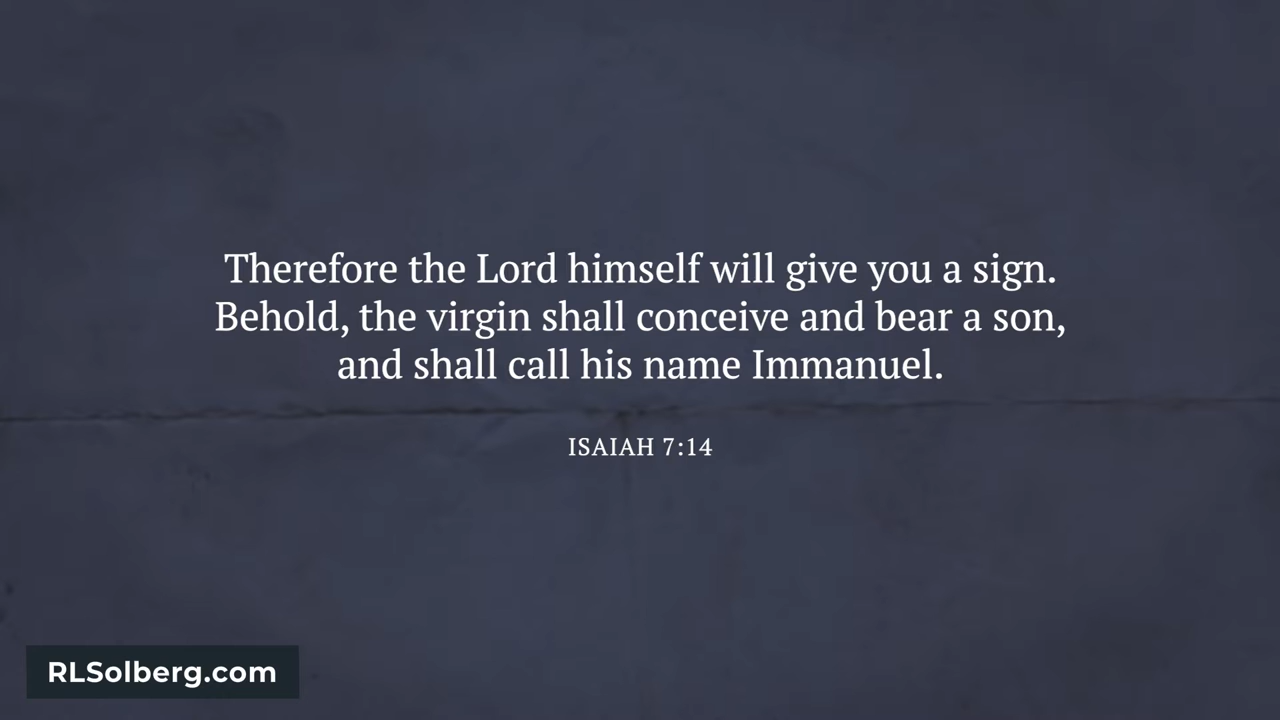 Therefore the Lord himself will give you a sign.
Behold, the virgin shall conceive and bear a son,
and shall call his name Immanuel.
ISAIAH 7:14
RLSolberg.com